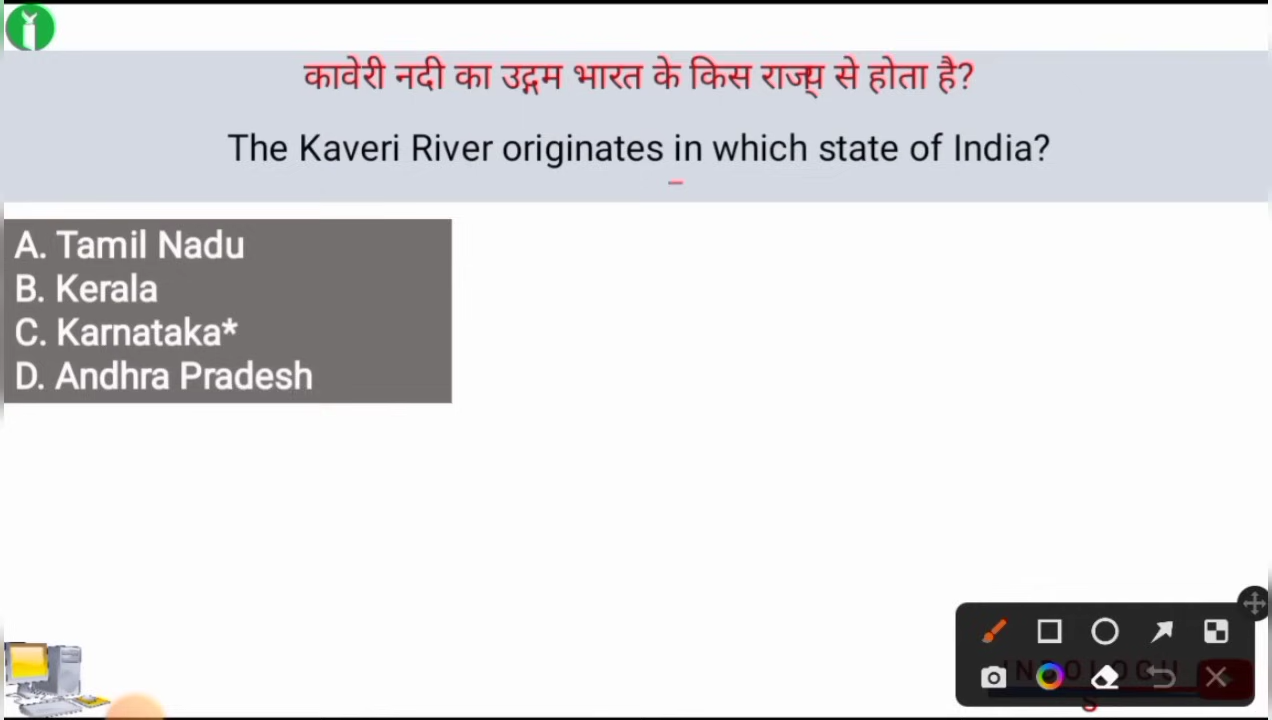 कावेरी नदी का उद्गम भारत के किस राज्य से होता है?
The Kaveri River originates in which state of India?
A. Tamil Nadu
B. Kerala
C. Karnataka*
D. Andhra Pradesh